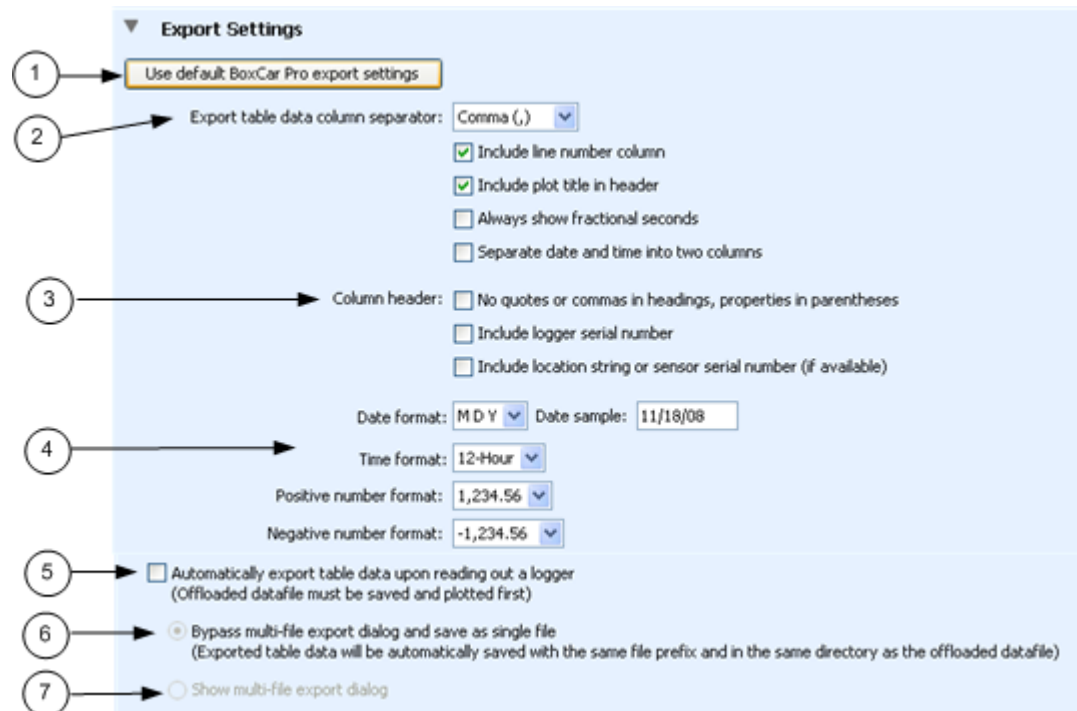 Export Settings
1
Use default BoxCar Pro export settings
2
Export table data column separator: Comma (,)
Include line number column
Include plot title in header
Always show fractional seconds
Separate date and time into two columns
3
Column header: No quotes or commas in headings, properties in parentheses
Include logger serial number
Include location string or sensor serial number (if available)
Date format: M D Y Date sample: 11/18/08
4
Time format: 12-Hour
Positive number format: 1,234.56
Negative number format: -1,234.56
5
Automatically export table data upon reading out a logger
(Offloaded datafile must be saved and plotted first)
6
Bypass multi-file export dialog and save as single file
(Exported table data will be automatically saved with the same file prefix and in the same directory as the offloaded datafile)
7
Show multi-file export dialog